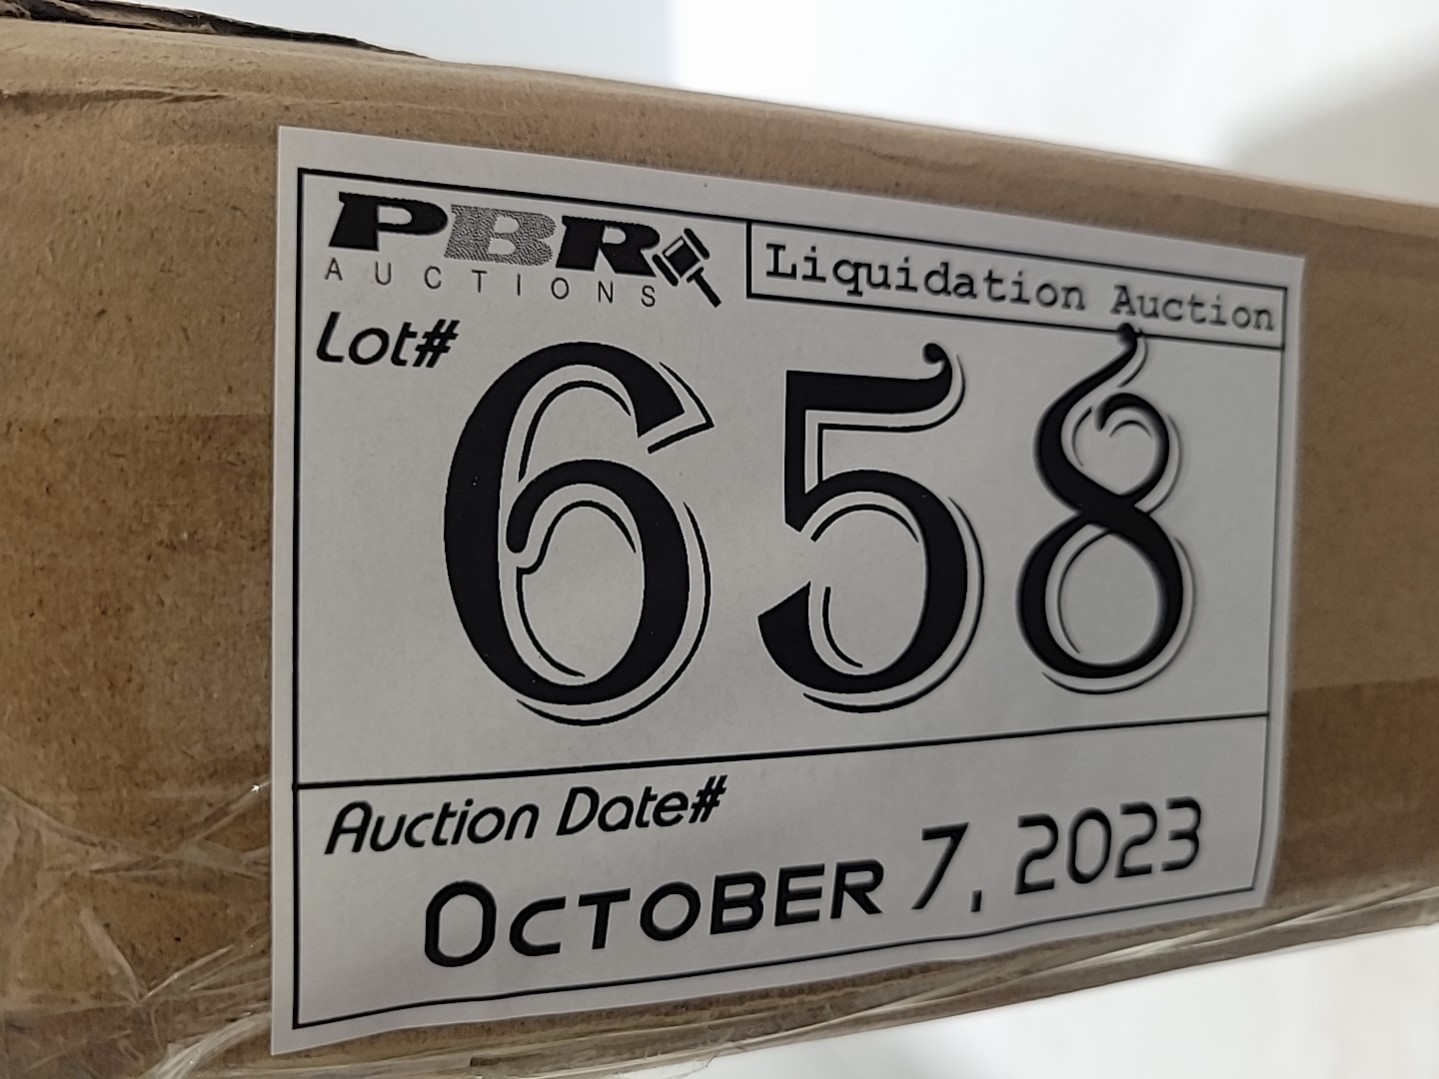 PBR
AUCTIONS
Liquidation Auction
Lot#
658
Auction Date#
OCTOBER 7, 2023